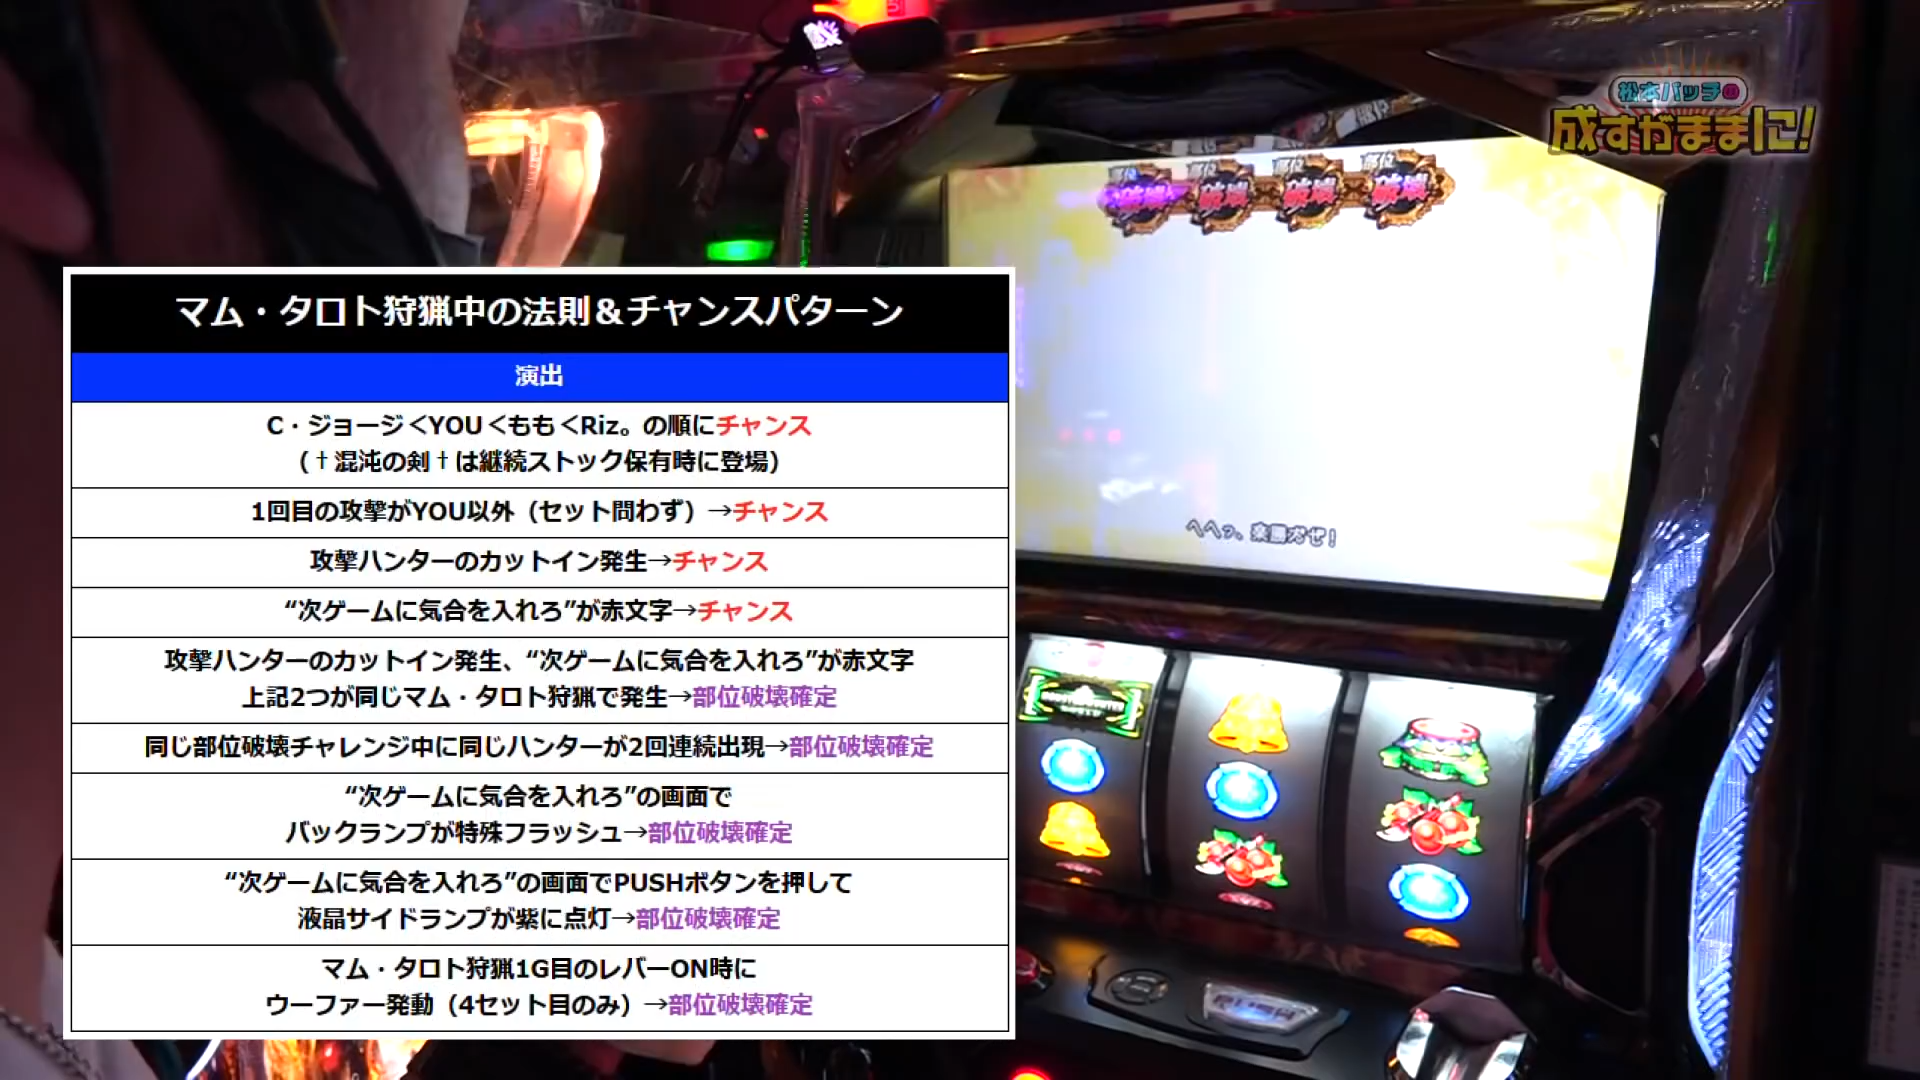 松本バッチの
成すがままに!
部位
破壊
部位
破壊
部位
破壊
部位
破壊
へへっ、楽勝だぜ!
マム・タロト狩猟中の法則&チャンスパターン
演出
C・ジョージ<YOU<もも<Riz。の順にチャンス
(†混沌の剣†は継続ストック保有時に登場)
1回目の攻撃がYOU以外(セット問わず)→チャンス
攻撃ハンターのカットイン発生→チャンス
“次ゲームに気合を入れろ”が赤文字→チャンス
攻撃ハンターのカットイン発生、“次ゲームに気合を入れろ”が赤文字
上記2つが同じマム・タロト狩猟で発生→部位破壊確定
同じ部位破壊チャレンジ中に同じハンターが2回連続出現→部位破壊確定
“次ゲームに気合を入れろ”の画面で
バックランプが特殊フラッシュ→部位破壊確定
“次ゲームに気合を入れろ”の画面でPUSHボタンを押して
液晶サイドランプが紫に点灯→部位破壊確定
マム・タロト狩猟1G目のレバーON時に
ウーファー発動(4セット目のみ)→部位破壊確定